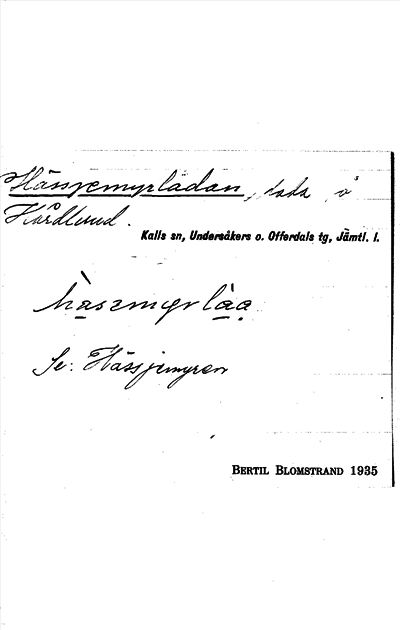 Hässjemyrladan, lada å
Hårdlund.
Kalls sn, Undersåkers o. Offerdals tg, Jämtl. l.
Se: Hässjemyren
BERTIL BLOMSTRAND 1935